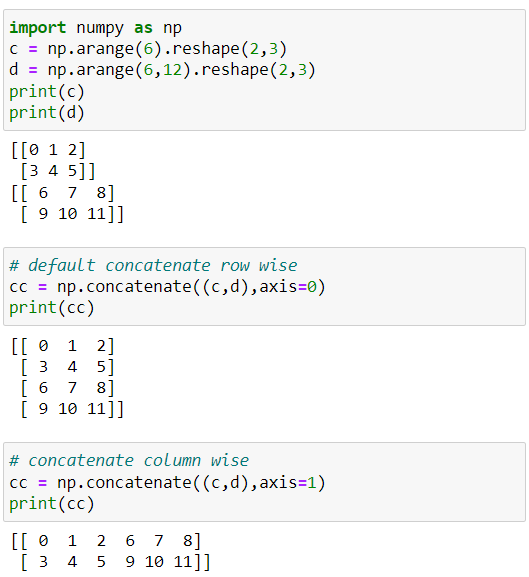 import numpy as np
c = np.arange(6).reshape(2,3)
d = np.arange(6,12).reshape(2,3)
print(c)
print(d)
[[0 1 2]
 [3 4 5]]
[[ 6  7  8]
 [ 9 10 11]]
# default concatenate row wise
cc = np.concatenate((c,d),axis=0)
print(cc)
[[ 0  1  2]
 [ 3  4  5]
 [ 6  7  8]
 [ 9 10 11]]
# concatenate column wise
cc = np.concatenate((c,d),axis=1)
print(cc)
[[ 0  1  2  6  7  8]
 [ 3  4  5  9 10 11]]